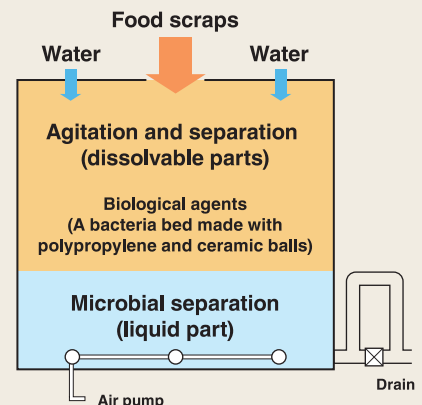 Food scraps
Water
Water
Agitation and separation
(dissolvable parts)
Biological agents
(A bacteria bed made with
polypropylene and ceramic balls)
Microbial separation
(liquid part)
Drain
Air pump